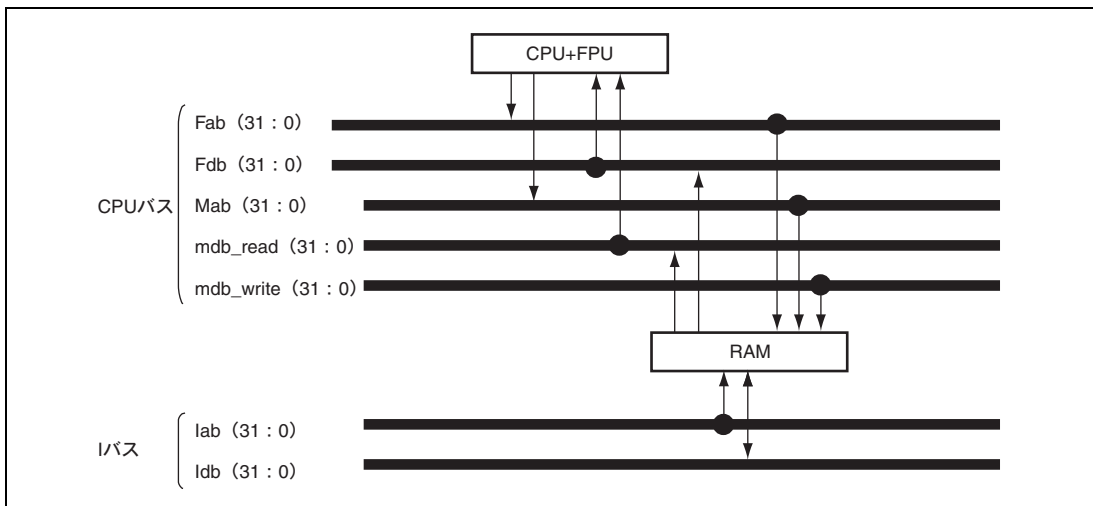 CPU+FPU
Fab（31：0）
Fdb（31：0）
CPUバス
Mab（31：0）
mdb_read（31：0）
mdb_write（31：0）
RAM
Iab（31：0）
Iバス
Idb（31：0）